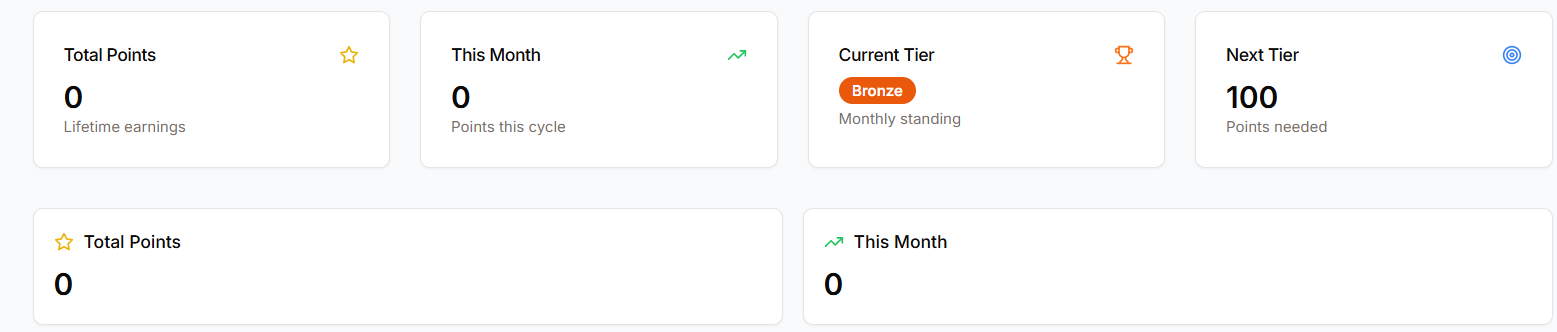 Total Points
0
Lifetime earnings
This Month
0
Points this cycle
Current Tier
Bronze
Monthly standing
Next Tier
100
Points needed
Total Points
0
This Month
0